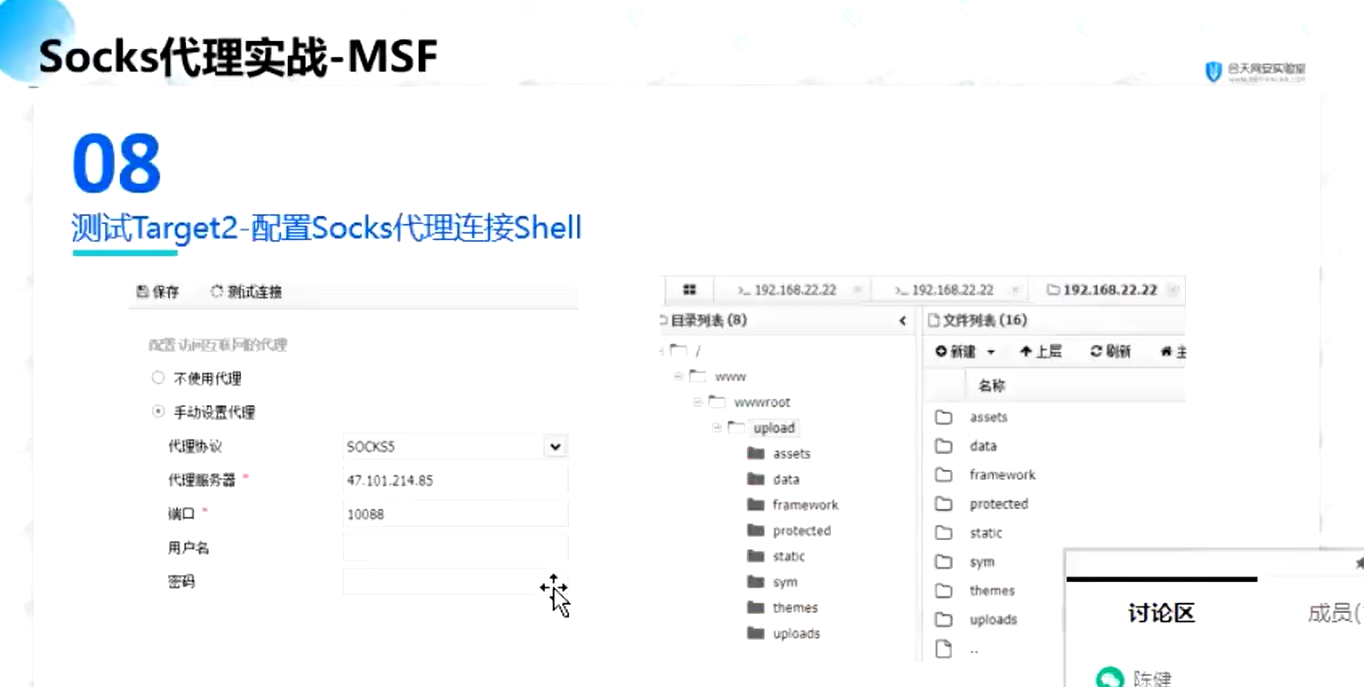 Socks代理实战-MSF
合天网安实验室
08
测试Target2-配置Socks代理连接Shell
保存 测试连接
配置访问互联网的代理
不使用代理
手动设置代理
代理协议 SOCKS5
代理服务器 * 47.101.214.85
端口 * 10088
用户名
密码
>_ 192.168.22.22 >_ 192.168.22.22 192.168.22.22
目录列表 (8)
/
www
wwwroot
upload
assets
data
framework
protected
static
sym
themes
uploads
文件列表 (16)
新建 上层 刷新 主
名称
assets
data
framework
protected
static
sym
themes
uploads
..
讨论区 成员(
陈健